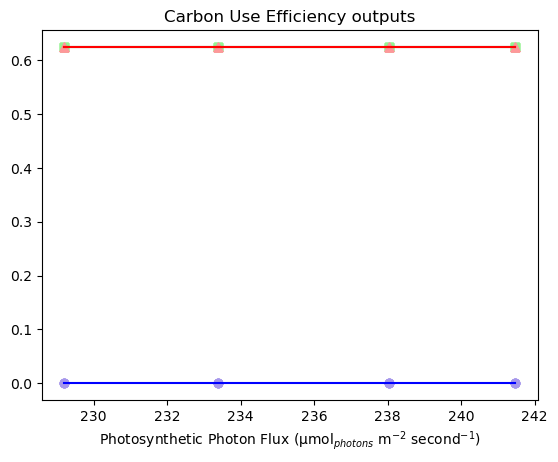 Carbon Use Efficiency outputs
0.6
0.5
0.4
0.3
0.2
0.1
0.0
230 232 234 236 238 240 242
Photosynthetic Photon Flux (µmol$_{photons}$ m$^{-2}$ second$^{-1}$)